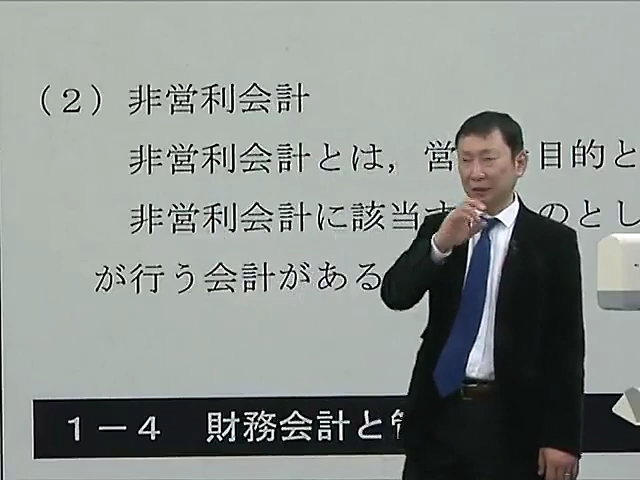 （２）非営利会計
非営利会計とは，営 目的と
非営利会計に該当す のとし
が行う会計がある
１－４　財務会計と